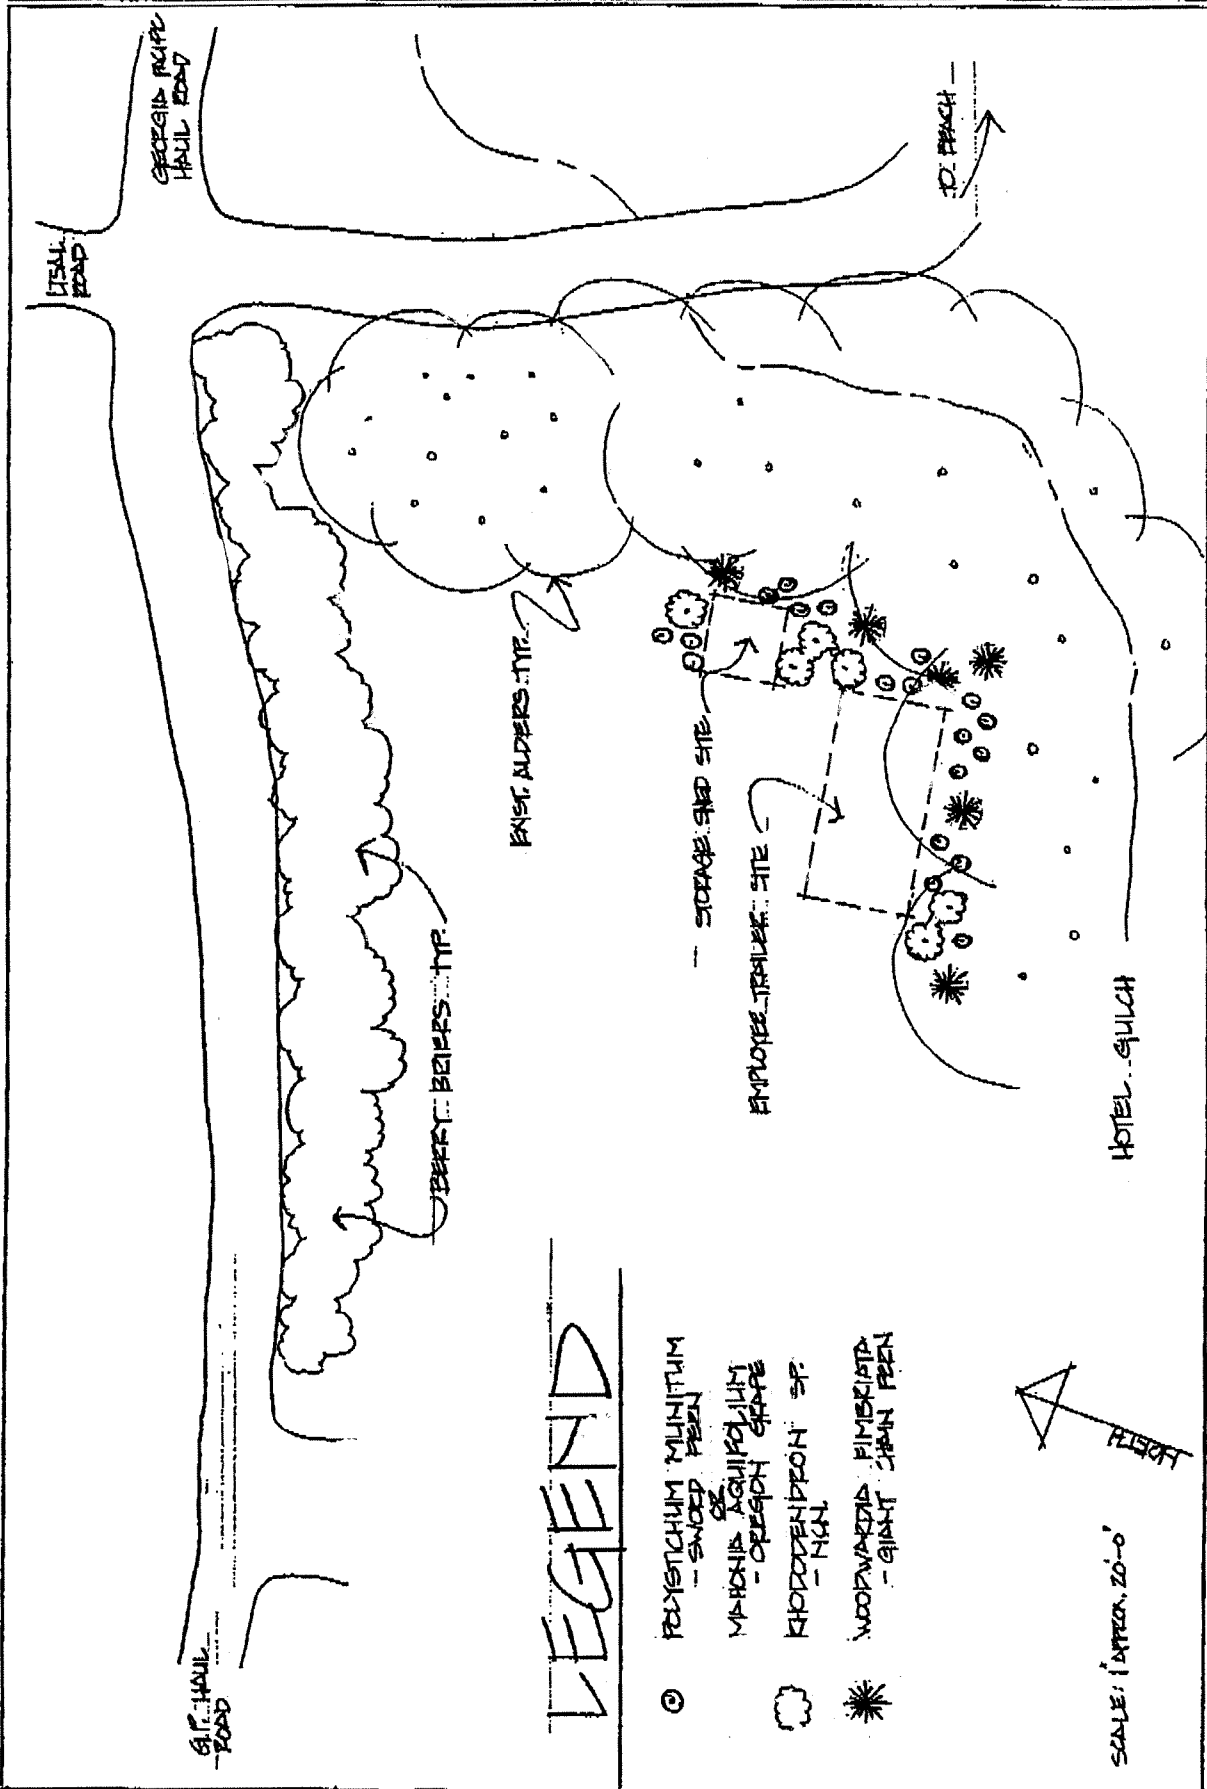 GEORGIA PACIFIC
HAUL ROAD
USAL
ROAD
TO BEACH
EXIST. ALDERS TYP.
STORAGE SHED SITE
EMPLOYEE TRAILER SITE
BERRY BRIERS TYP.
HOTEL GULCH
G.P. HAUL
ROAD
LEGEND
POLYSTICHUM MUNITUM
- SWORD FERN
OR
MAHONIA AQUIFOLIUM
- OREGON GRAPE
RHODODENDRON SP.
- NCN.
WOODWARDIA FIMBRIATA
- GIANT CHAIN FERN
SCALE: 1" APPROX. 20'-0"